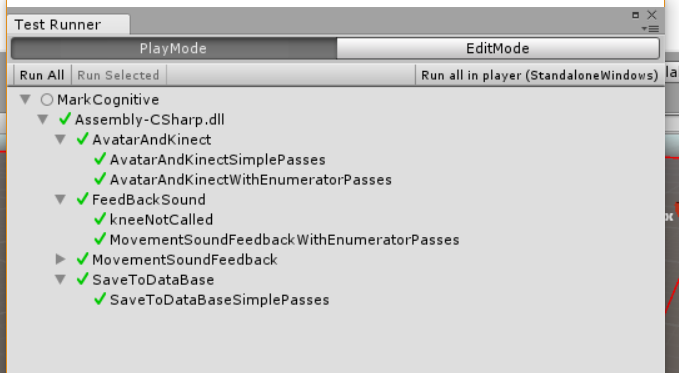 Test Runner
PlayMode EditMode
Run All Run Selected Run all in player (StandaloneWindows)
MarkCognitive
Assembly-CSharp.dll
AvatarAndKinect
AvatarAndKinectSimplePasses
AvatarAndKinectWithEnumeratorPasses
FeedBackSound
kneeNotCalled
MovementSoundFeedbackWithEnumeratorPasses
MovementSoundFeedback
SaveToDataBase
SaveToDataBaseSimplePasses